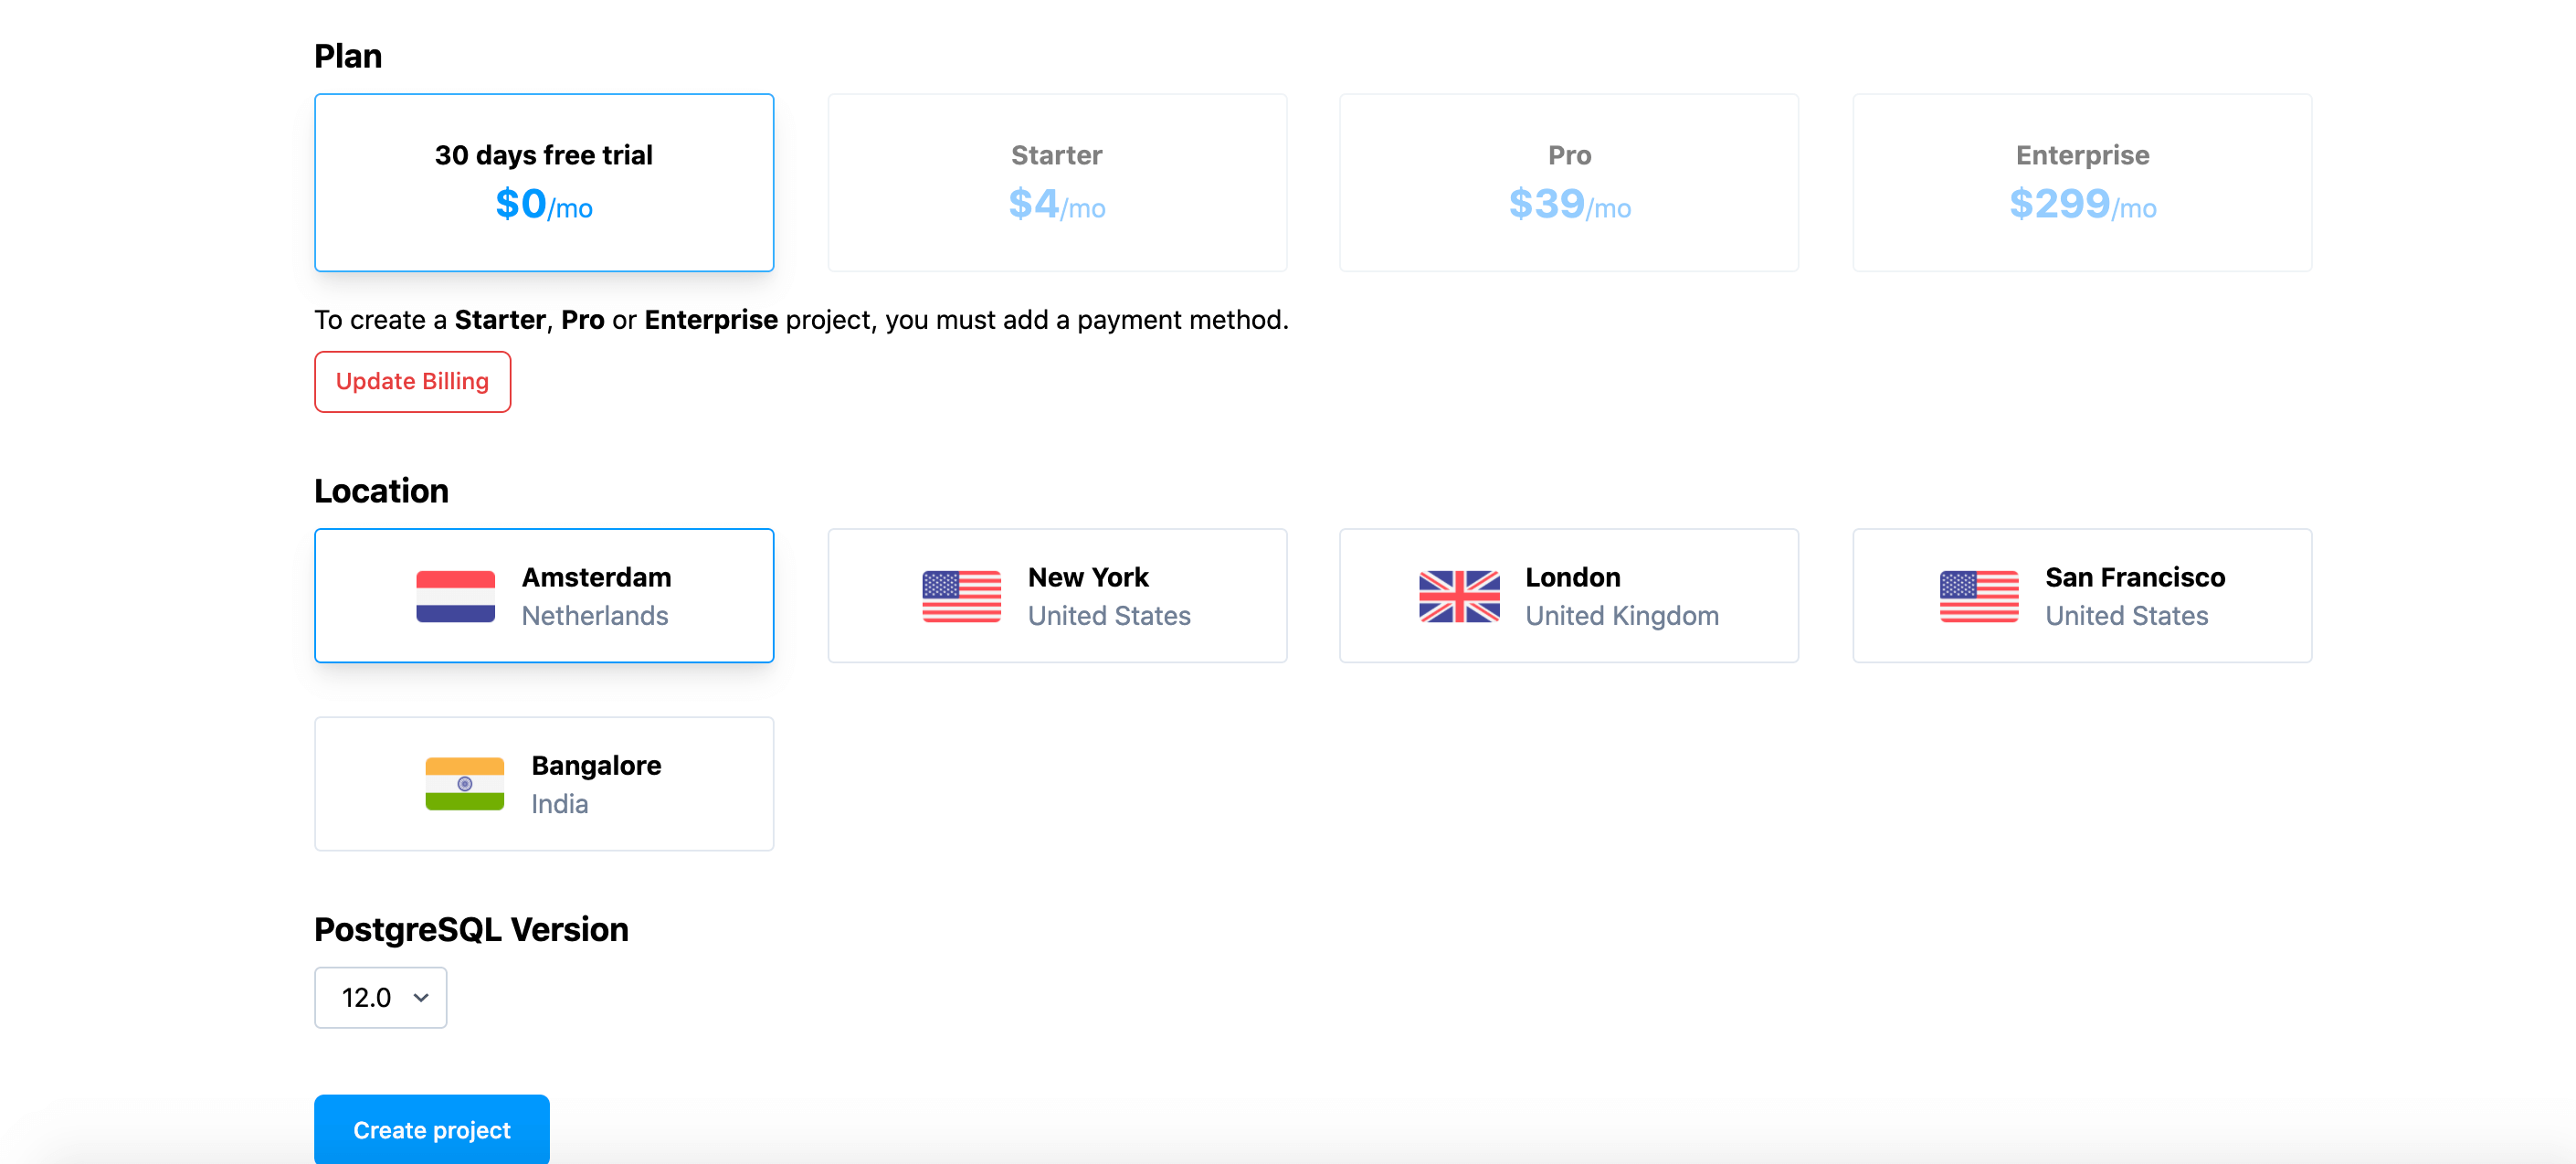 Plan
30 days free trial
$0/mo
Starter
$4/mo
Pro
$39/mo
Enterprise
$299/mo
To create a Starter, Pro or Enterprise project, you must add a payment method.
Update Billing
Location
Amsterdam
Netherlands
New York
United States
London
United Kingdom
San Francisco
United States
Bangalore
India
PostgreSQL Version
12.0
Create project